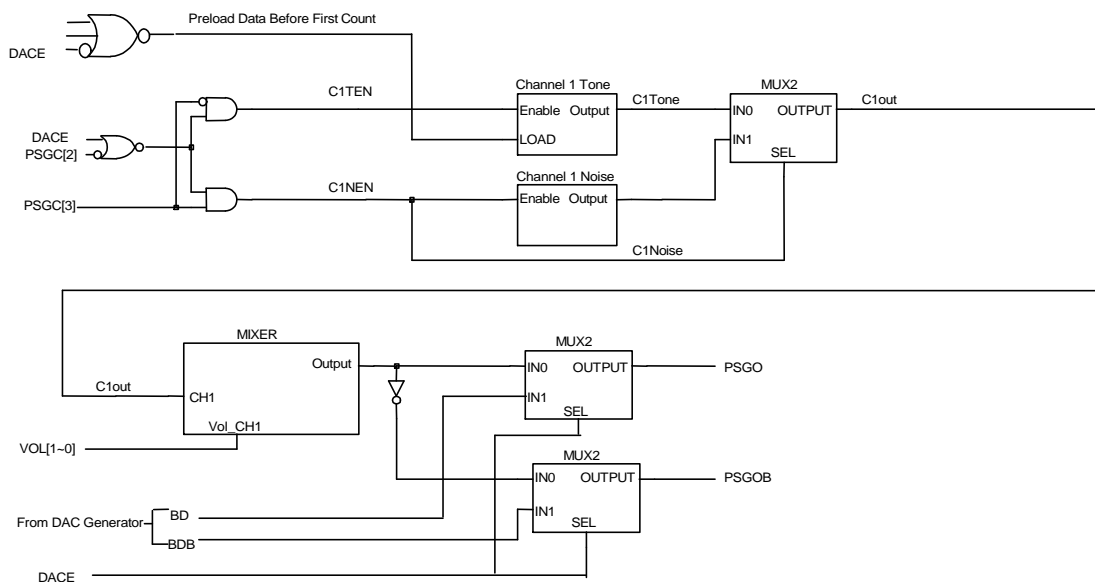 Preload Data Before First Count
DACE
C1TEN
Channel 1 Tone
Enable Output
LOAD
C1Tone
MUX2
IN0 OUTPUT
IN1
SEL
C1out
DACE
PSGC[2]
PSGC[3]
C1NEN
Channel 1 Noise
Enable Output
C1Noise
MIXER
Output
CH1
Vol_CH1
C1out
VOL[1~0]
MUX2
IN0 OUTPUT
IN1
SEL
PSGO
MUX2
IN0 OUTPUT
IN1
SEL
PSGOB
From DAC Generator
BD
BDB
DACE